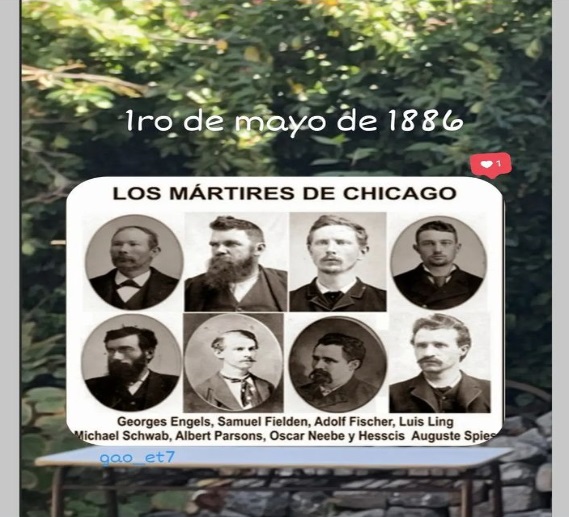 1ro de mayo de 1886
1
LOS MÁRTIRES DE CHICAGO
Georges Engels, Samuel Fielden, Adolf Fischer, Luis Ling
Michael Schwab, Albert Parsons, Oscar Neebe y Hesscis Auguste Spies
gao_et7